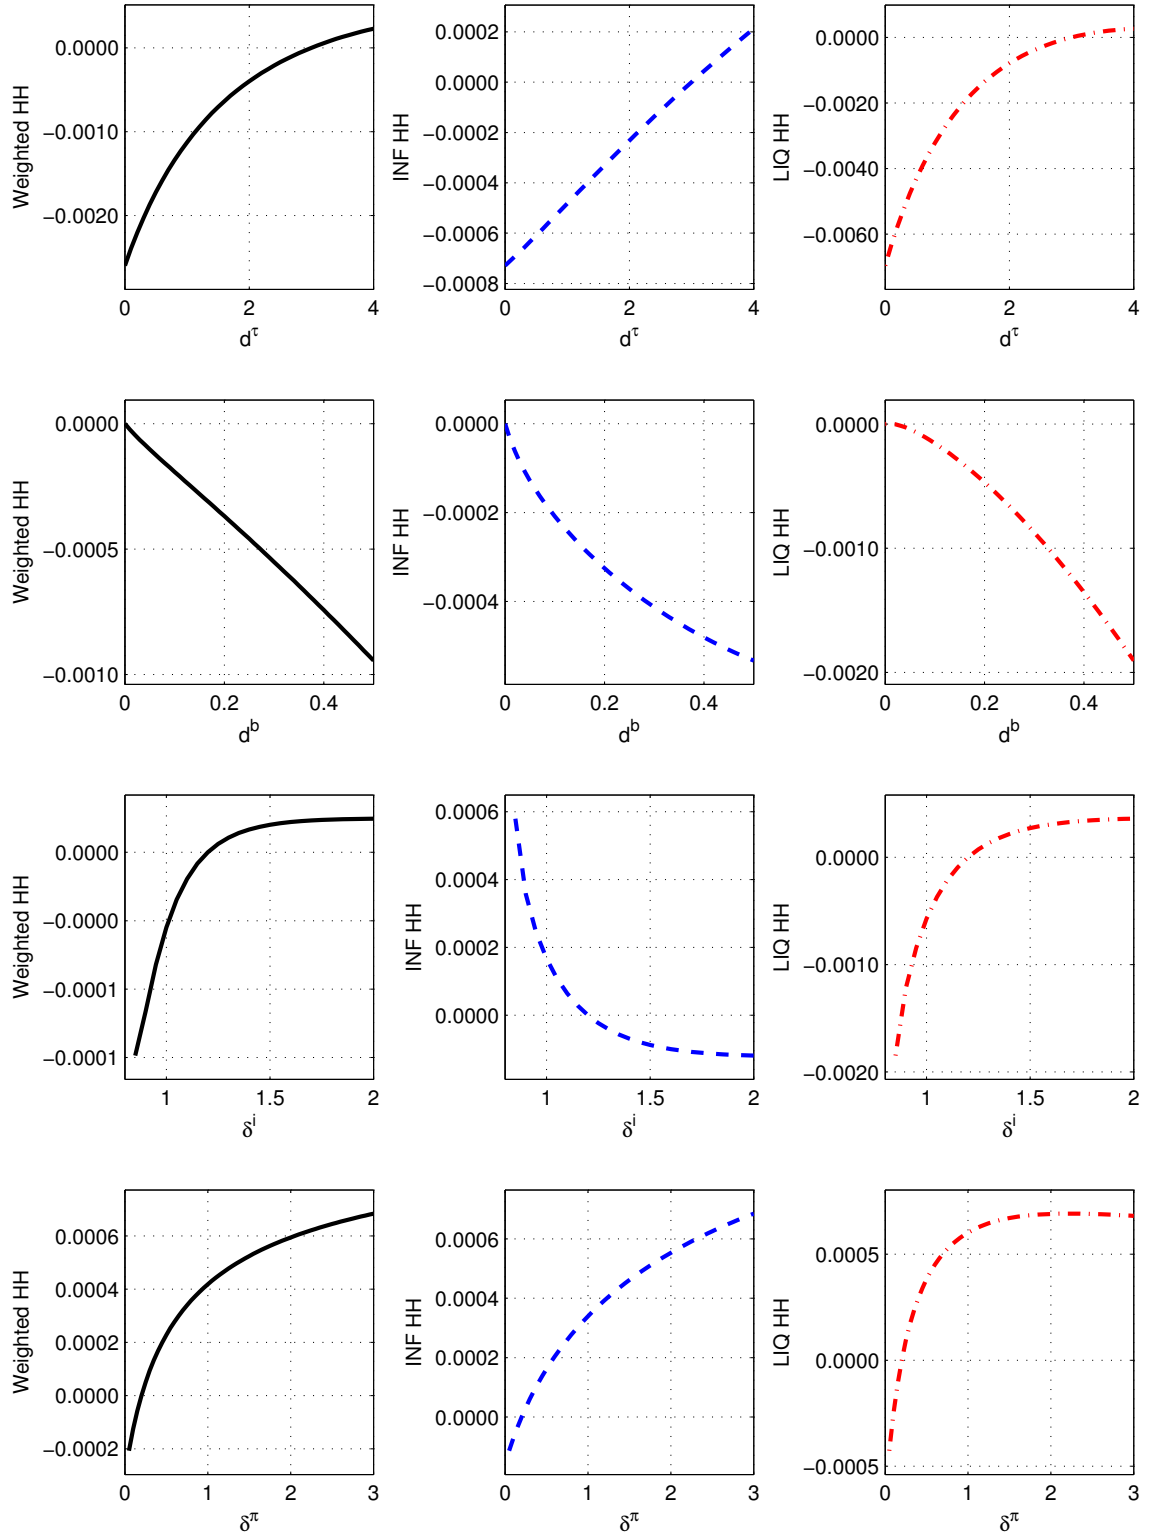 Weighted HH
0.0000
−0.0010
−0.0020
0 2 4
d^τ
INF HH
0.0002
0.0000
−0.0002
−0.0004
−0.0006
−0.0008
0 2 4
d^τ
LIQ HH
0.0000
−0.0020
−0.0040
−0.0060
0 2 4
d^τ
Weighted HH
0.0000
−0.0005
−0.0010
0 0.2 0.4
d^b
INF HH
0.0000
−0.0002
−0.0004
0 0.2 0.4
d^b
LIQ HH
0.0000
−0.0010
−0.0020
0 0.2 0.4
d^b
Weighted HH
0.0000
−0.0000
−0.0001
−0.0001
1 1.5 2
δ^i
INF HH
0.0006
0.0004
0.0002
0.0000
1 1.5 2
δ^i
LIQ HH
0.0000
−0.0010
−0.0020
1 1.5 2
δ^i
Weighted HH
0.0006
0.0004
0.0002
0.0000
−0.0002
0 1 2 3
δ^π
INF HH
0.0006
0.0004
0.0002
0.0000
0 1 2 3
δ^π
LIQ HH
0.0005
0.0000
−0.0005
0 1 2 3
δ^π